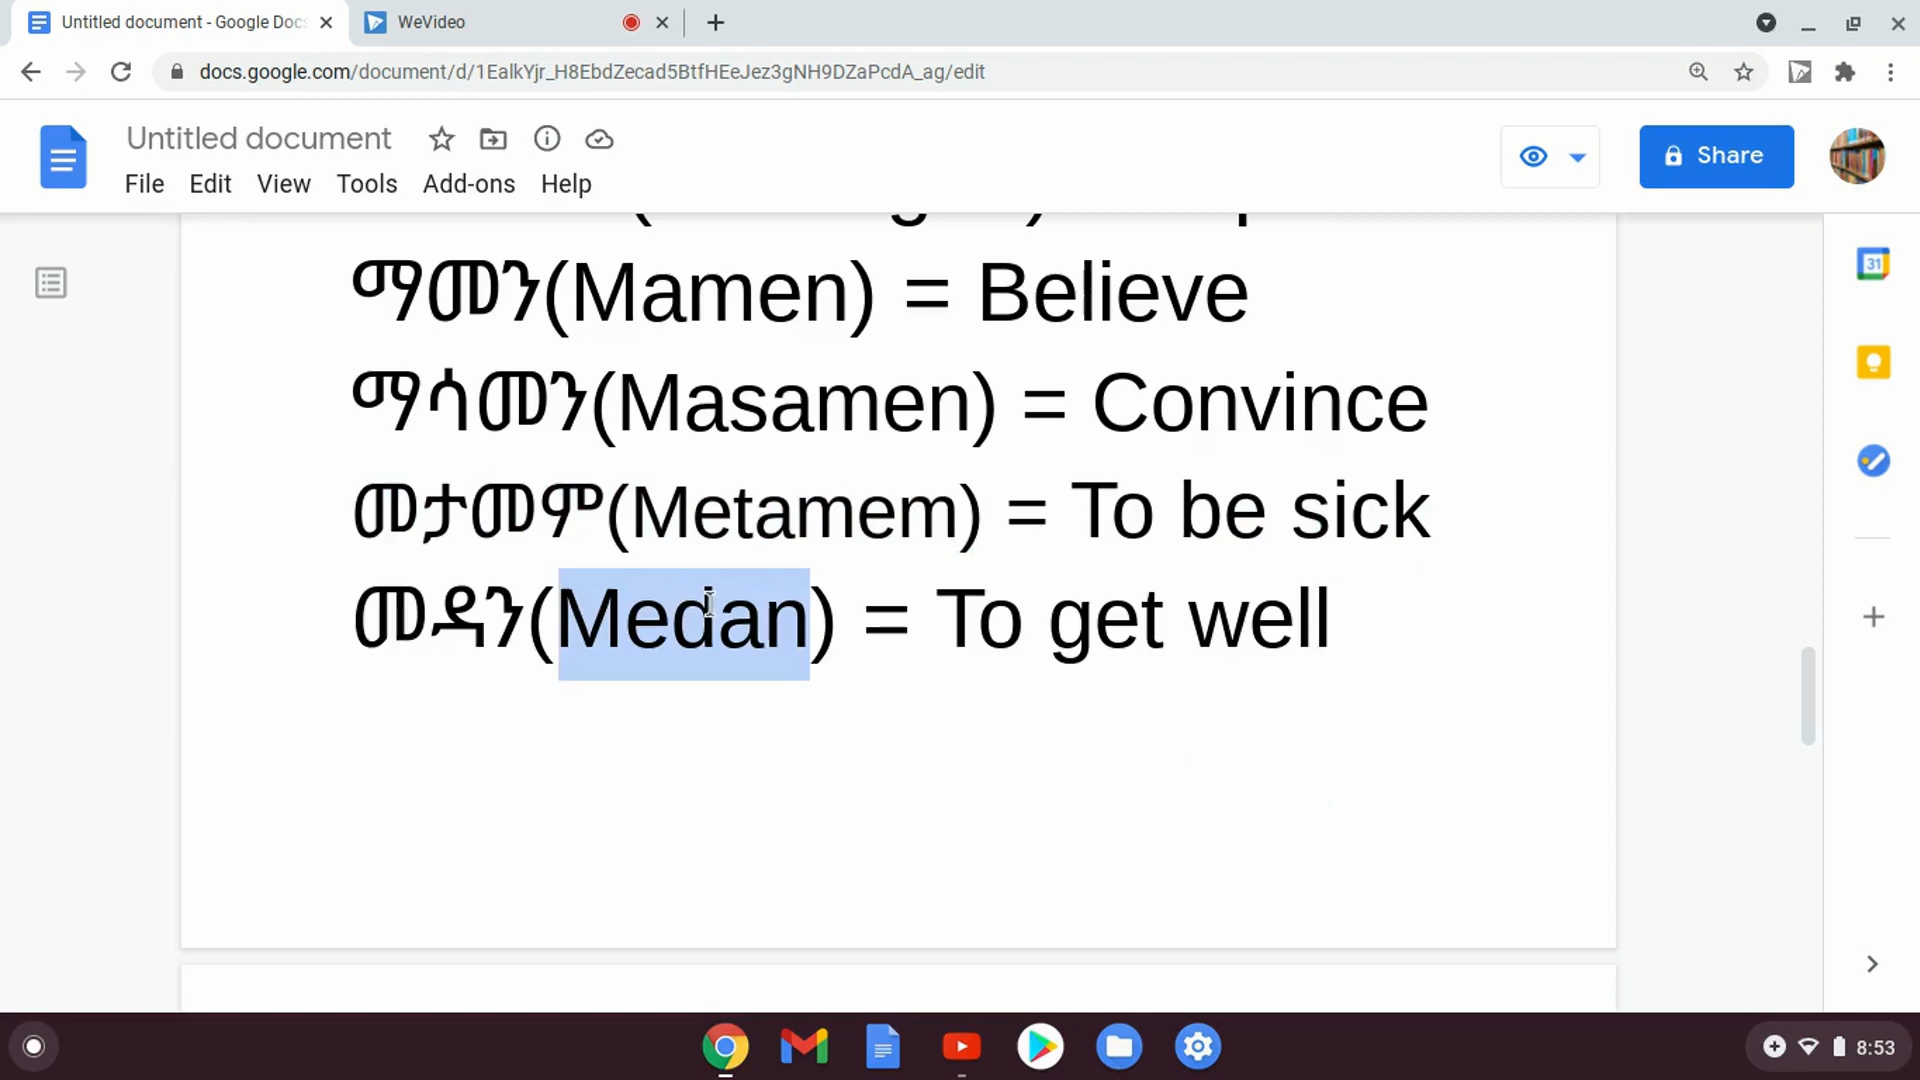 Untitled document - Google Docs
WeVideo
docs.google.com/document/d/1EalkYjr_H8EbdZecad5BtfHEeJez3gNH9DZaPcdA_ag/edit
Untitled document
File Edit View Tools Add-ons Help
Share
31
ማመን(Mamen) = Believe
ማሳመን(Masamen) = Convince
መታመም(Metamem) = To be sick
መዳን(Medan) = To get well
8:53